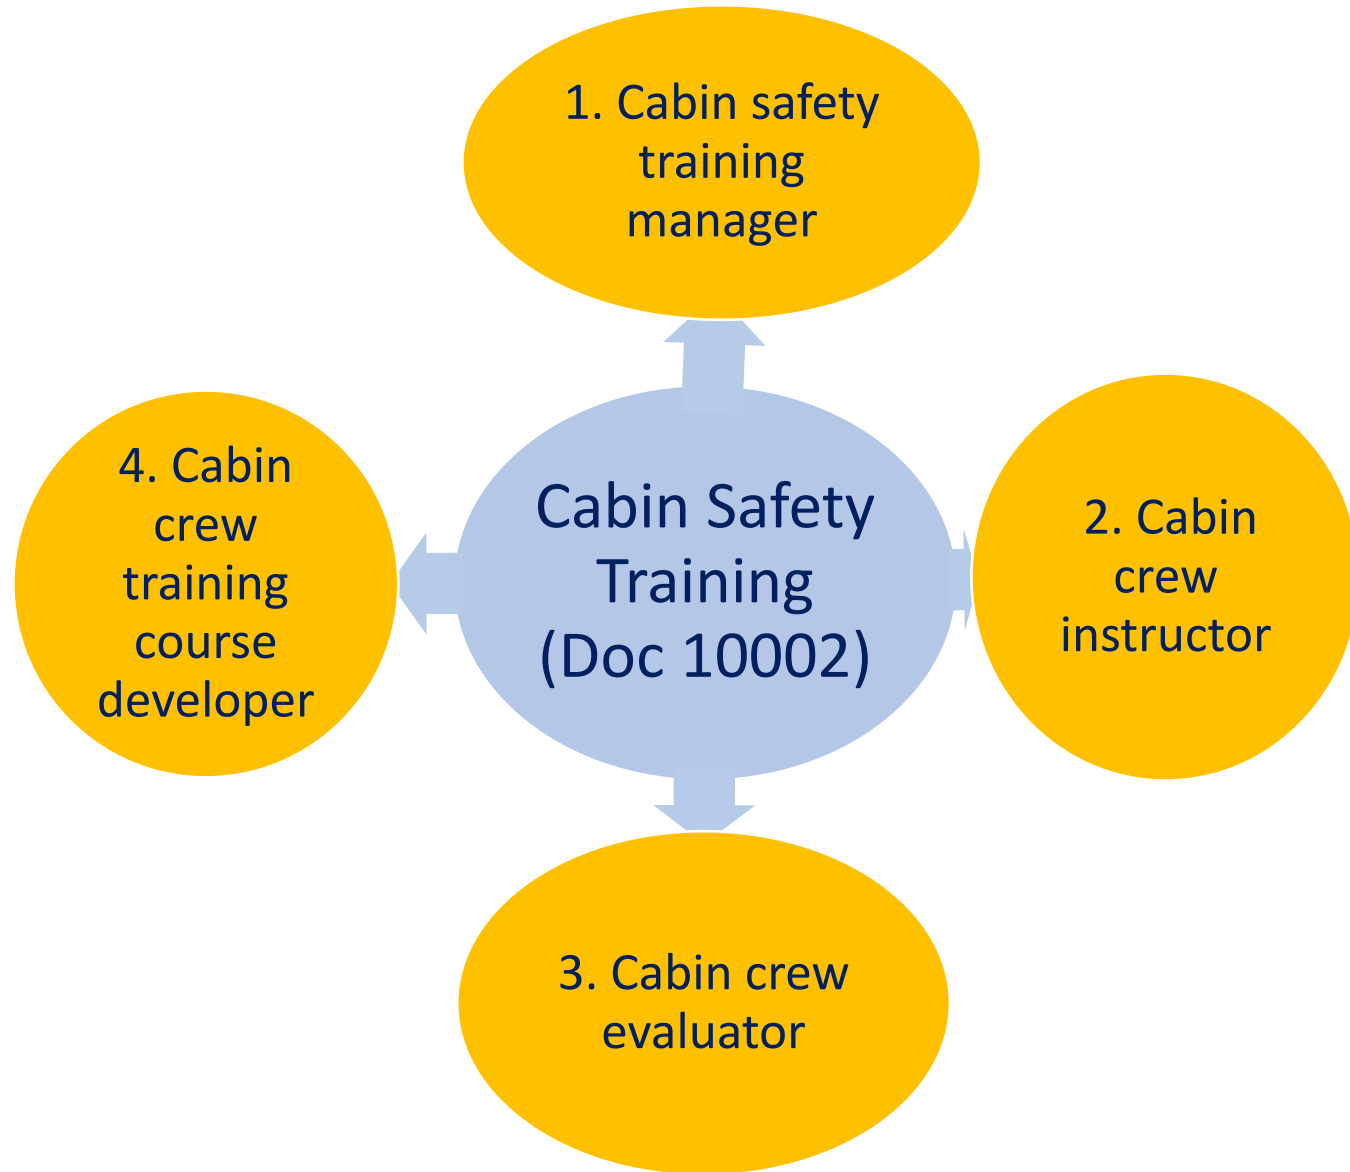 1. Cabin safety
training
manager
4. Cabin
crew
training
course
developer
Cabin Safety
Training
(Doc 10002)
2. Cabin
crew
instructor
3. Cabin crew
evaluator